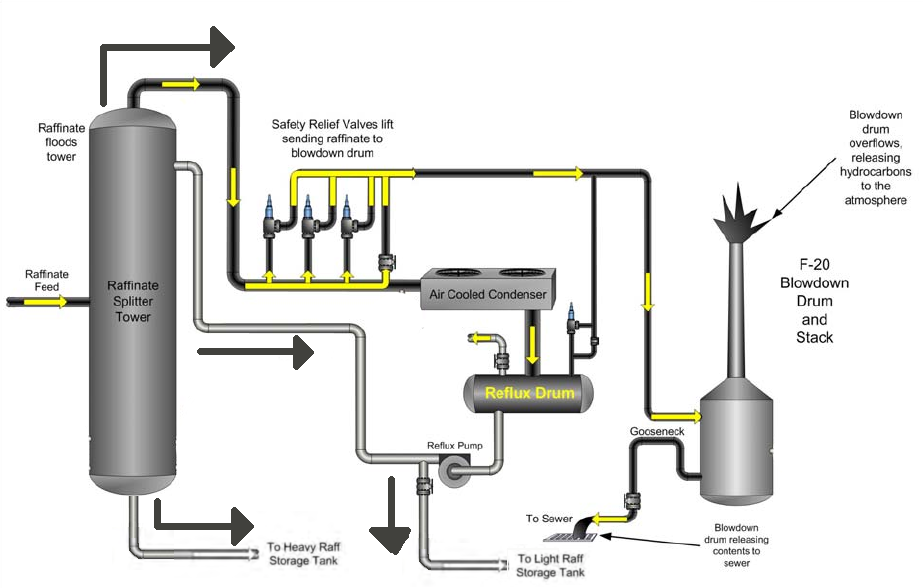 Raffinate
floods
tower
Safety Relief Valves lift
sending raffinate to
blowdown drum
Blowdown
drum
overflows,
releasing
hydrocarbons
to the
atmosphere
Raffinate
Feed
Raffinate
Splitter
Tower
Air Cooled Condenser
F-20
Blowdown
Drum
and
Stack
Reflux Drum
Gooseneck
Reflux Pump
To Sewer
Blowdown
drum releasing
contents to
sewer
To Heavy Raff
Storage Tank
To Light Raff
Storage Tank